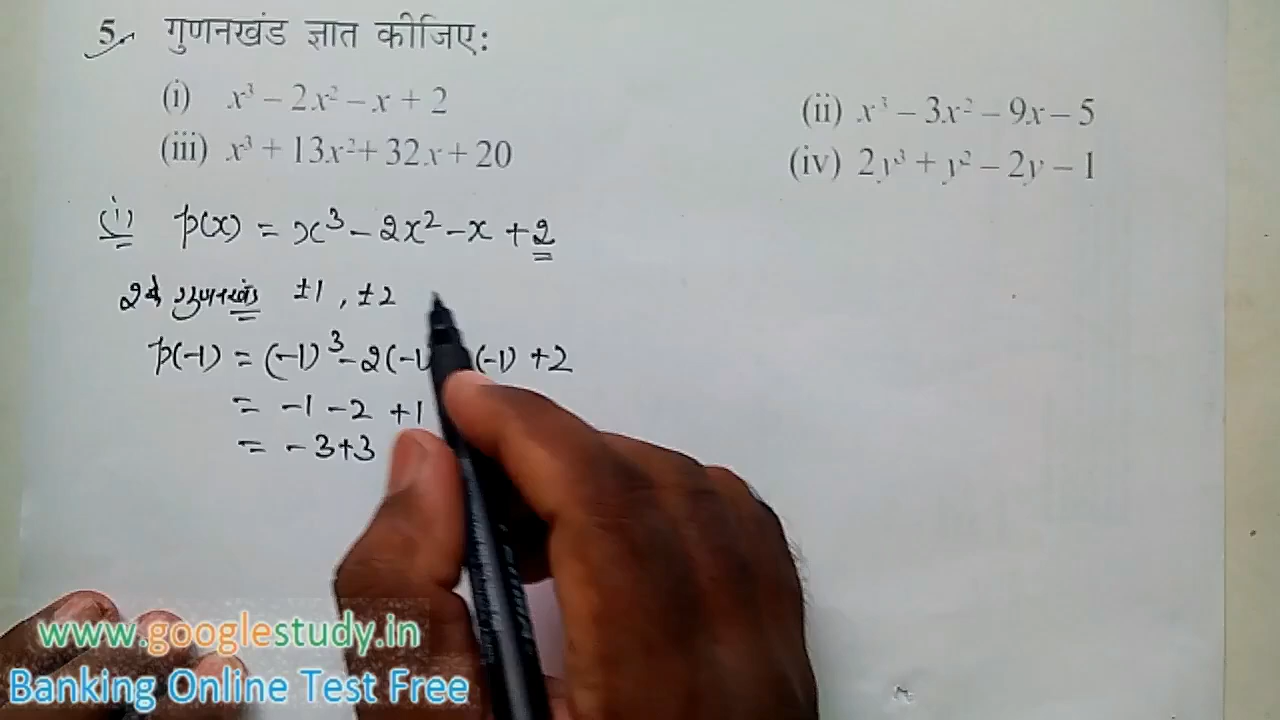 5. गुणनखंड ज्ञात कीजिए:
(i) x³ – 2x² – x + 2
(ii) x³ – 3x² – 9x – 5
(iii) x³ + 13x² + 32x + 20
(iv) 2y³ + y² – 2y – 1
(i) p(x) = x³ – 2x² – x + 2
2 के गुणनखंड ±1, ±2
p(-1) = (-1)³ – 2(-1 (-1) + 2
= -1 -2 +1
= -3+3
www.googlestudy.in
Banking Online Test Free